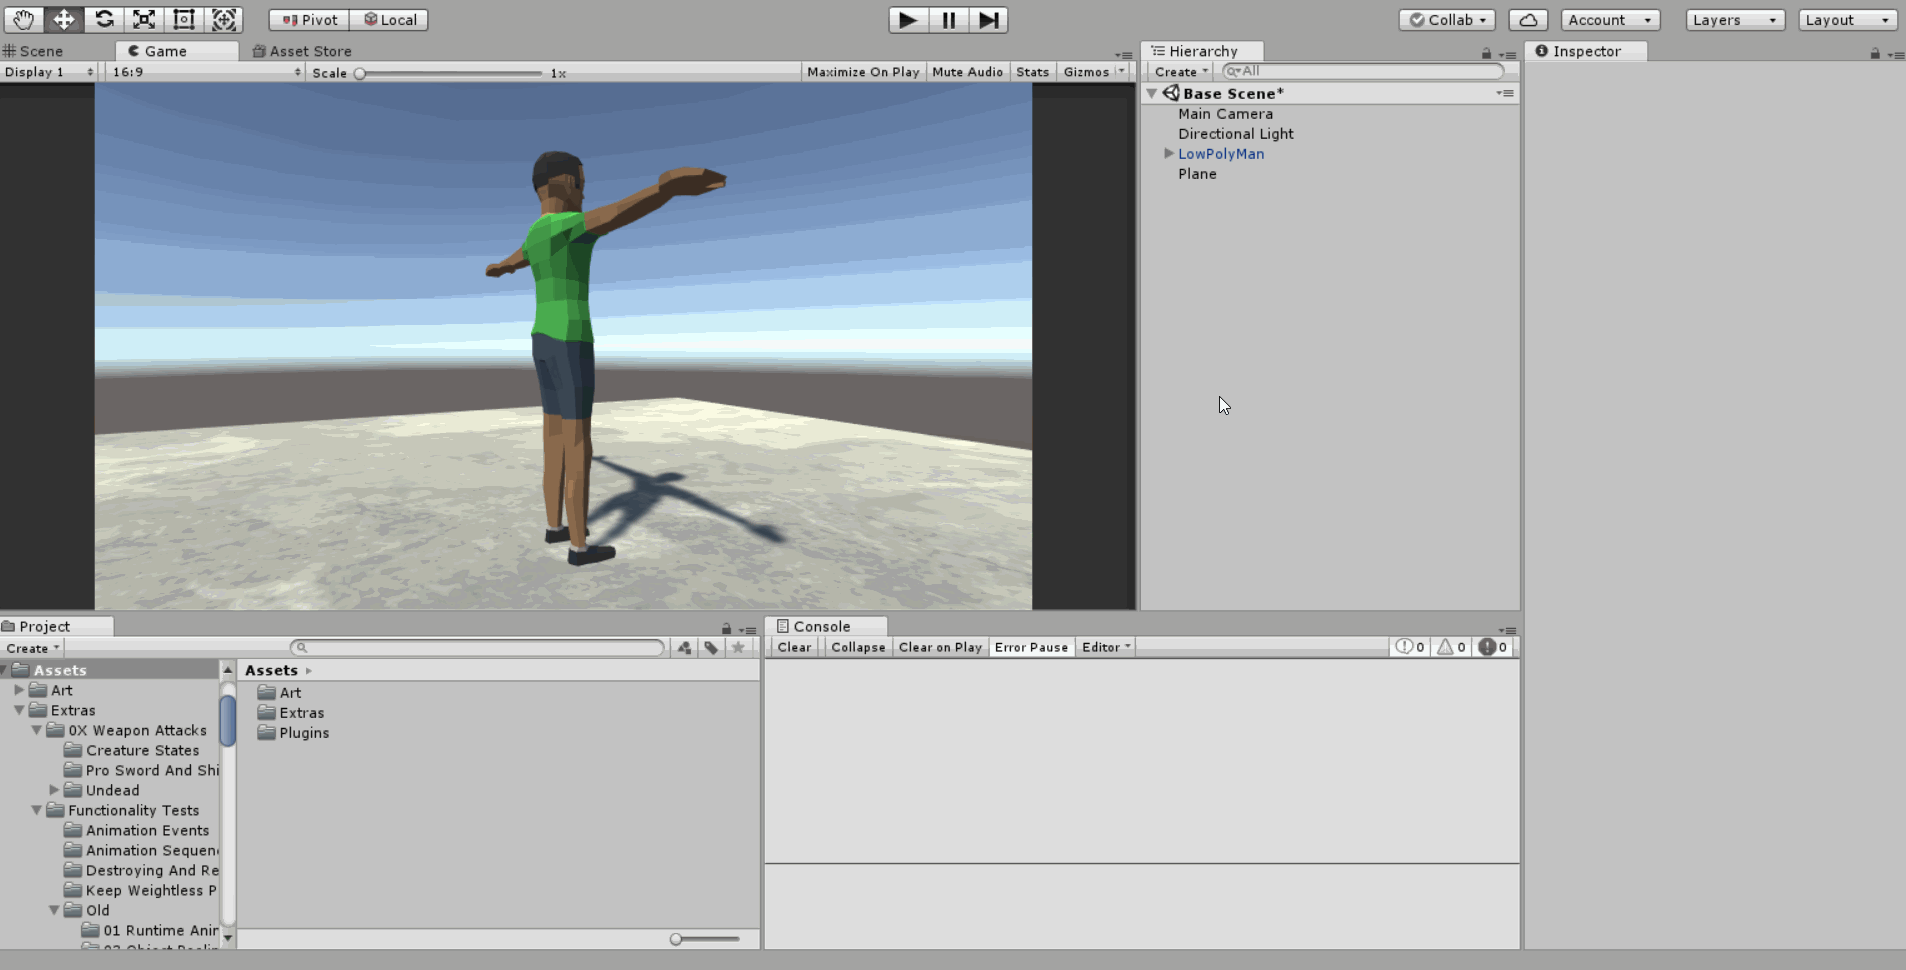 Pivot Local Collab Account Layers Layout
Scene Game Asset Store
Display 1 16:9 Scale 1x Maximize On Play Mute Audio Stats Gizmos
Hierarchy
Create All
Base Scene*
Main Camera
Directional Light
LowPolyMan
Plane
Inspector
Project
Create
Assets
Art
Extras
0X Weapon Attacks
Creature States
Pro Sword And Shi
Undead
Functionality Tests
Animation Events
Animation Sequen
Destroying And Re
Keep Weightless P
Old
01 Runtime Anir
Assets
Art
Extras
Plugins
Console
Clear Collapse Clear on Play Error Pause Editor 0 0 0